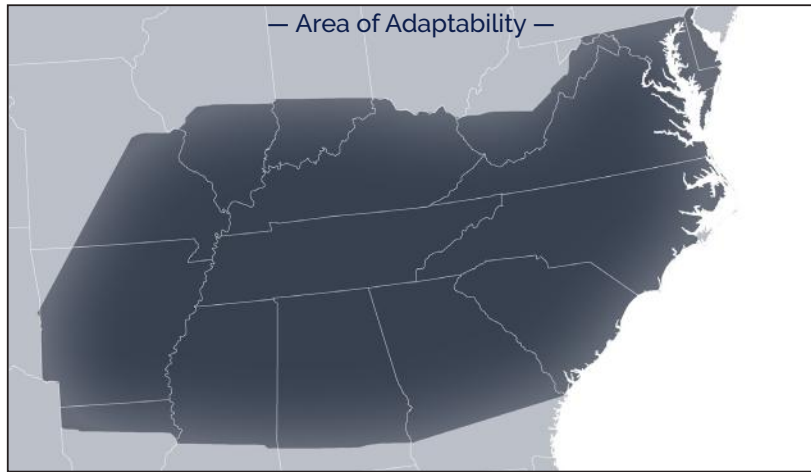 — Area of Adaptability —